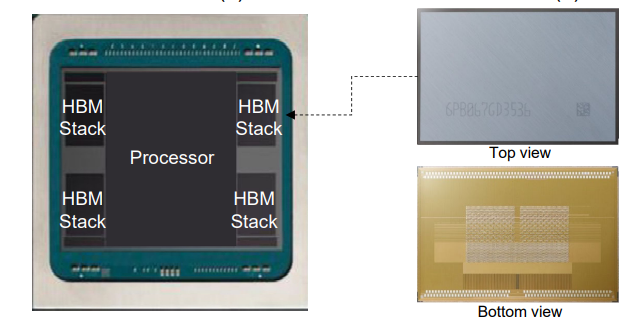 HBM
Stack
HBM
Stack
Processor
HBM
Stack
HBM
Stack
Top view
Bottom view